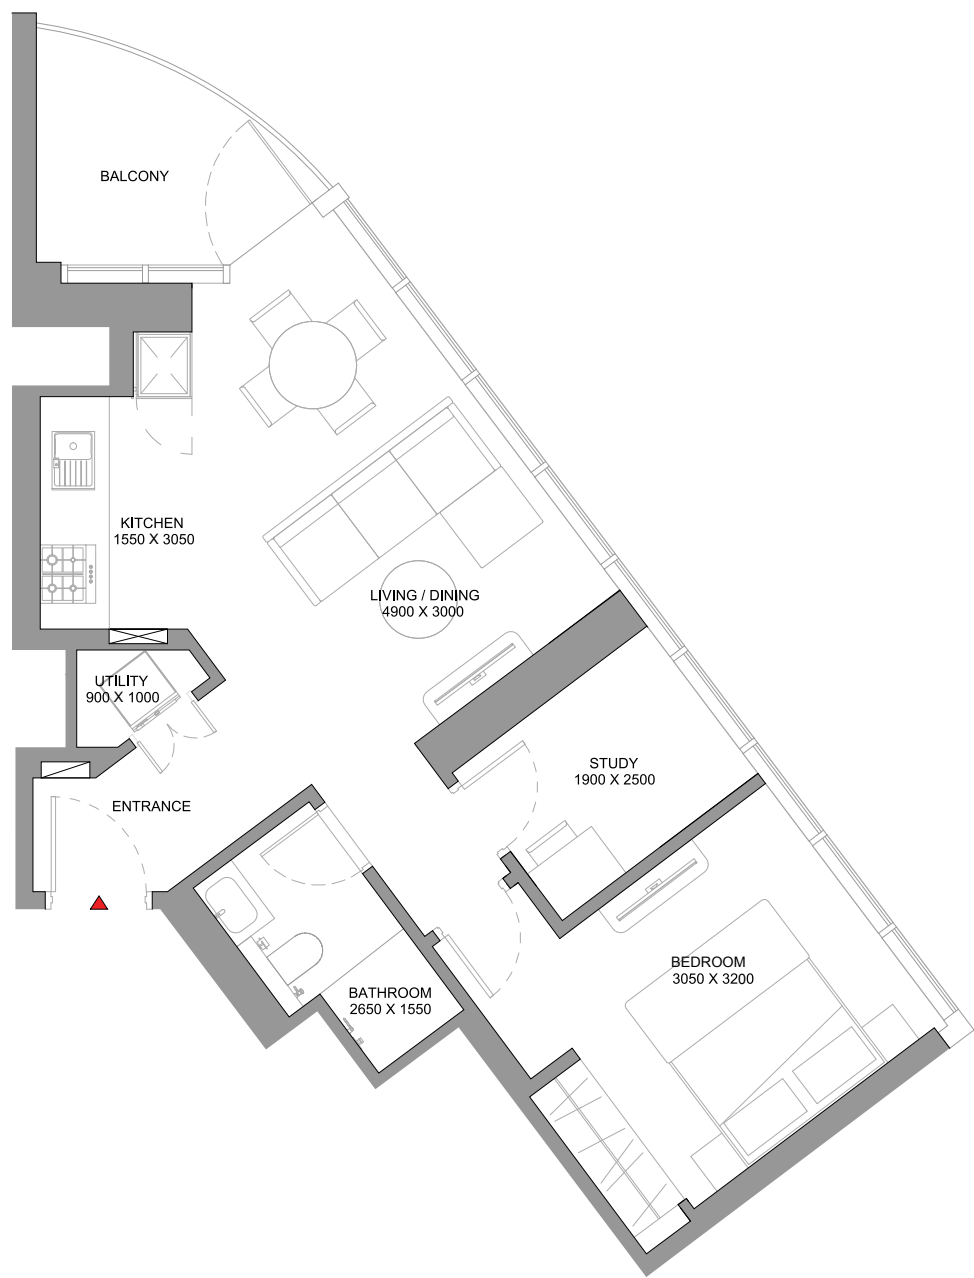 BALCONY
KITCHEN
1550 X 3050
LIVING / DINING
4900 X 3000
UTILITY
900 X 1000
STUDY
1900 X 2500
ENTRANCE
BEDROOM
3050 X 3200
BATHROOM
2650 X 1550